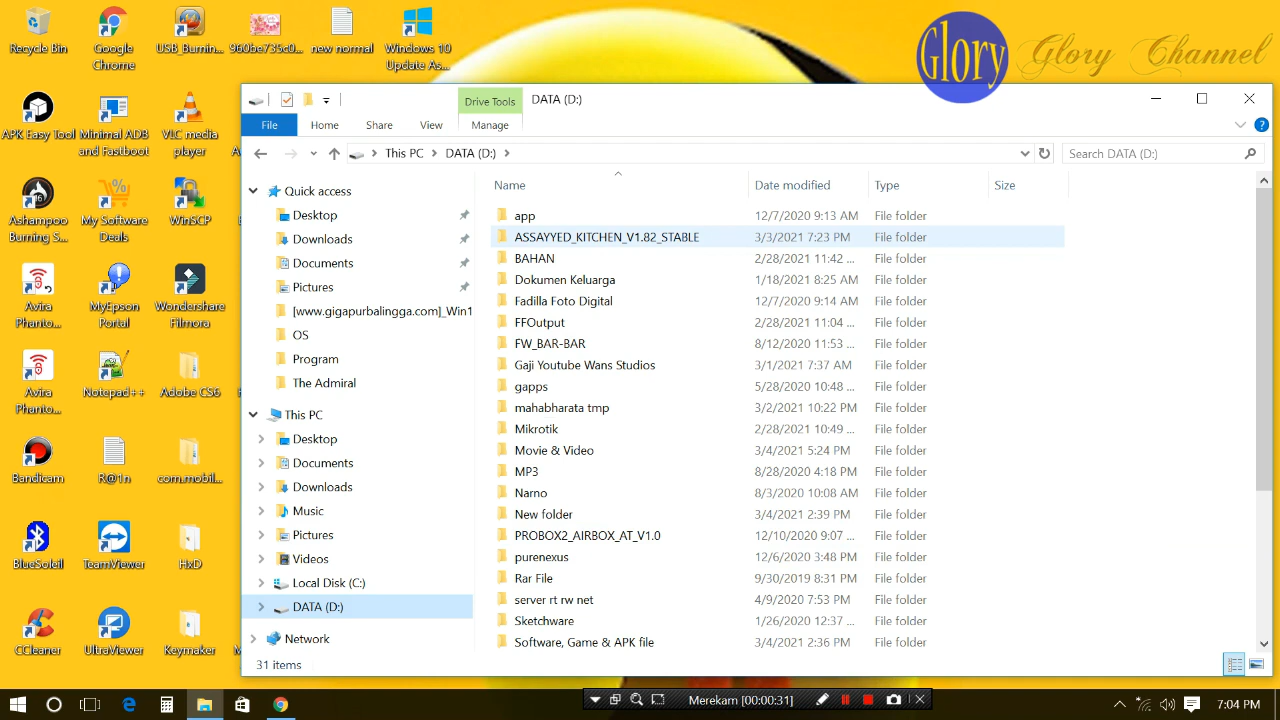 Recycle Bin
Google Chrome
USB_Burnin...
960be735c0...
new normal
Windows 10 Update As...
Glory
Glory Channel
APK Easy Tool
Minimal ADB and Fastboot
VLC media player
Ashampoo Burning S...
My Software Deals
WinSCP
Avira Phanto...
MyEpson Portal
Wondershare Filmora
Avira Phanto...
Notepad++
Adobe CS6
Bandicam
R@1n
com.mobil...
BlueSoleil
TeamViewer
HxD
CCleaner
UltraViewer
Keymaker
Drive Tools
DATA (D:)
File
Home
Share
View
Manage
This PC
DATA (D:)
Search DATA (D:)
Quick access
Desktop
Downloads
Documents
Pictures
[www.gigapurbalingga.com]_Win1
OS
Program
The Admiral
This PC
Desktop
Documents
Downloads
Music
Pictures
Videos
Local Disk (C:)
DATA (D:)
Network
Name Date modified Type Size
app 12/7/2020 9:13 AM File folder
ASSAYYED_KITCHEN_V1.82_STABLE 3/3/2021 7:23 PM File folder
BAHAN 2/28/2021 11:42 ... File folder
Dokumen Keluarga 1/18/2021 8:25 AM File folder
Fadilla Foto Digital 12/7/2020 9:14 AM File folder
FFOutput 2/28/2021 11:04 ... File folder
FW_BAR-BAR 8/12/2020 11:53 ... File folder
Gaji Youtube Wans Studios 3/1/2021 7:37 AM File folder
gapps 5/28/2020 10:48 ... File folder
mahabharata tmp 3/2/2021 10:22 PM File folder
Mikrotik 2/28/2021 10:49 ... File folder
Movie & Video 3/4/2021 5:24 PM File folder
MP3 8/28/2020 4:18 PM File folder
Narno 8/3/2020 10:08 AM File folder
New folder 3/4/2021 2:39 PM File folder
PROBOX2_AIRBOX_AT_V1.0 12/10/2020 9:07 ... File folder
purenexus 12/6/2020 3:48 PM File folder
Rar File 9/30/2019 8:31 PM File folder
server rt rw net 4/9/2020 7:53 PM File folder
Sketchware 1/26/2020 12:37 ... File folder
Software, Game & APK file 3/4/2021 2:36 PM File folder
31 items
Merekam [00:00:31]
7:04 PM